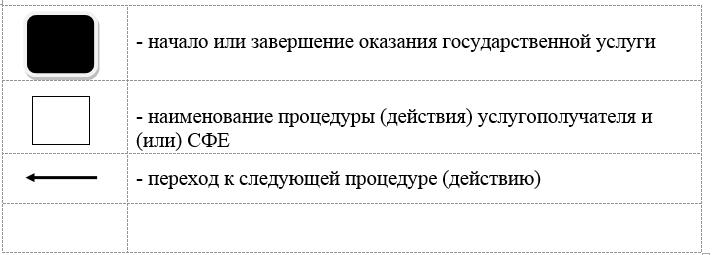 - начало или завершение оказания государственной услуги
- наименование процедуры (действия) услугополучателя и
(или) СФЕ
- переход к следующей процедуре (действию)